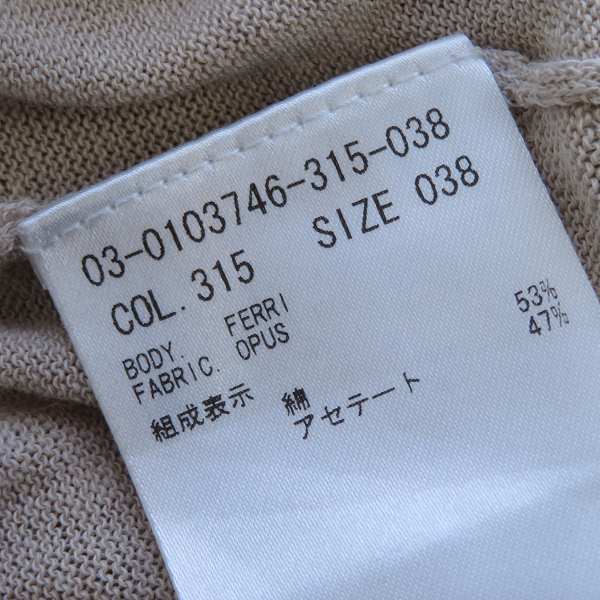 03-0103746-315-038
COL. 315 SIZE 038
BODY. FERRI
FABRIC. OPUS
組成表示 綿 53%
アセテート 47%